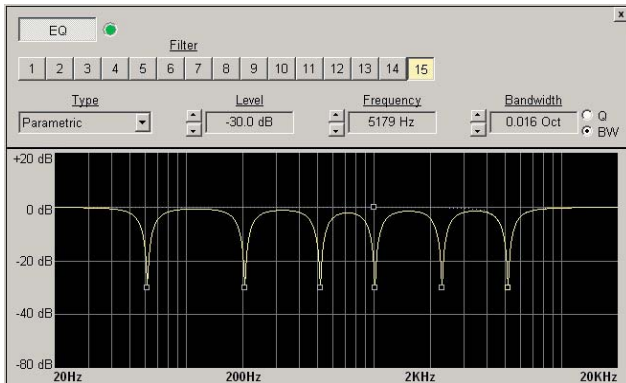 x
EQ
Filter
1 2 3 4 5 6 7 8 9 10 11 12 13 14 15
Type Level Frequency Bandwidth
Parametric -30.0 dB 5179 Hz 0.016 Oct Q
BW
+20 dB
0 dB
-20 dB
-40 dB
-80 dB
20Hz 200Hz 2KHz 20KHz